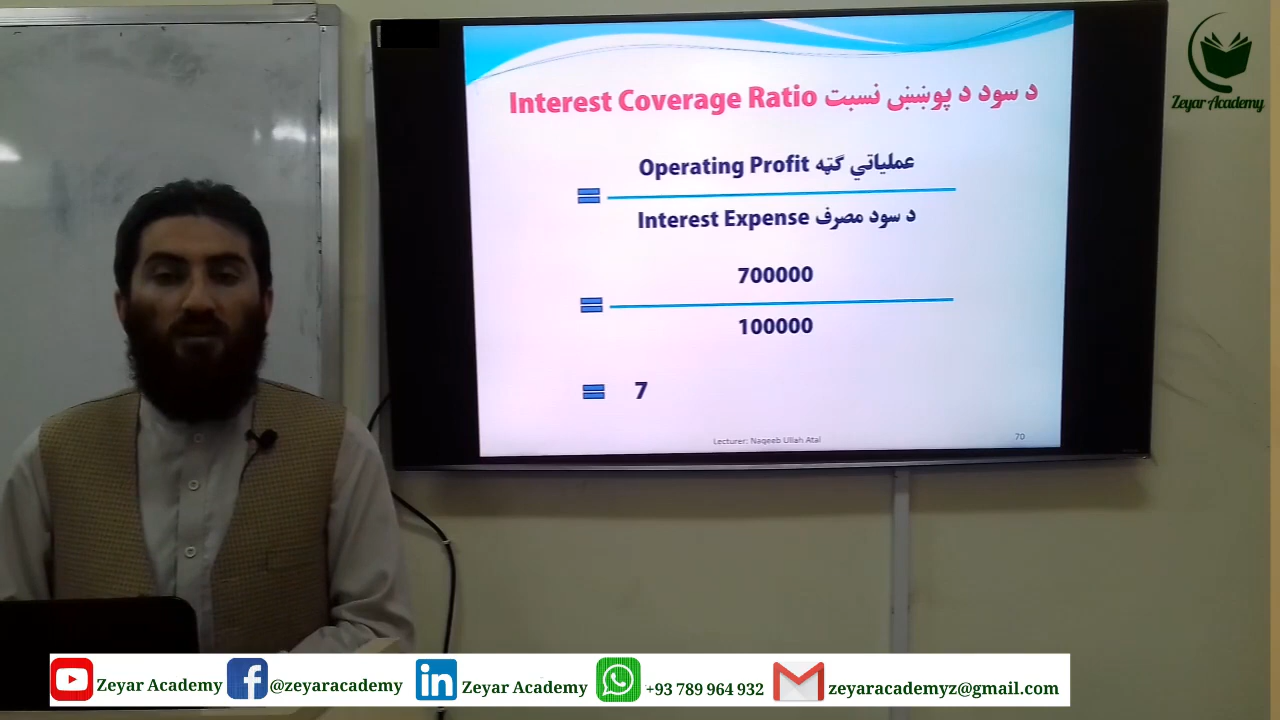 Interest Coverage Ratio د سود د پوښښ نسبت
Operating Profit عملیاتي ګټه
Interest Expense د سود مصرف
700000
100000
7
Lecturer: Naqeeb Ullah Atal
70
Zeyar Academy
Zeyar Academy
@zeyaracademy
Zeyar Academy
+93 789 964 932
zeyaracademyz@gmail.com